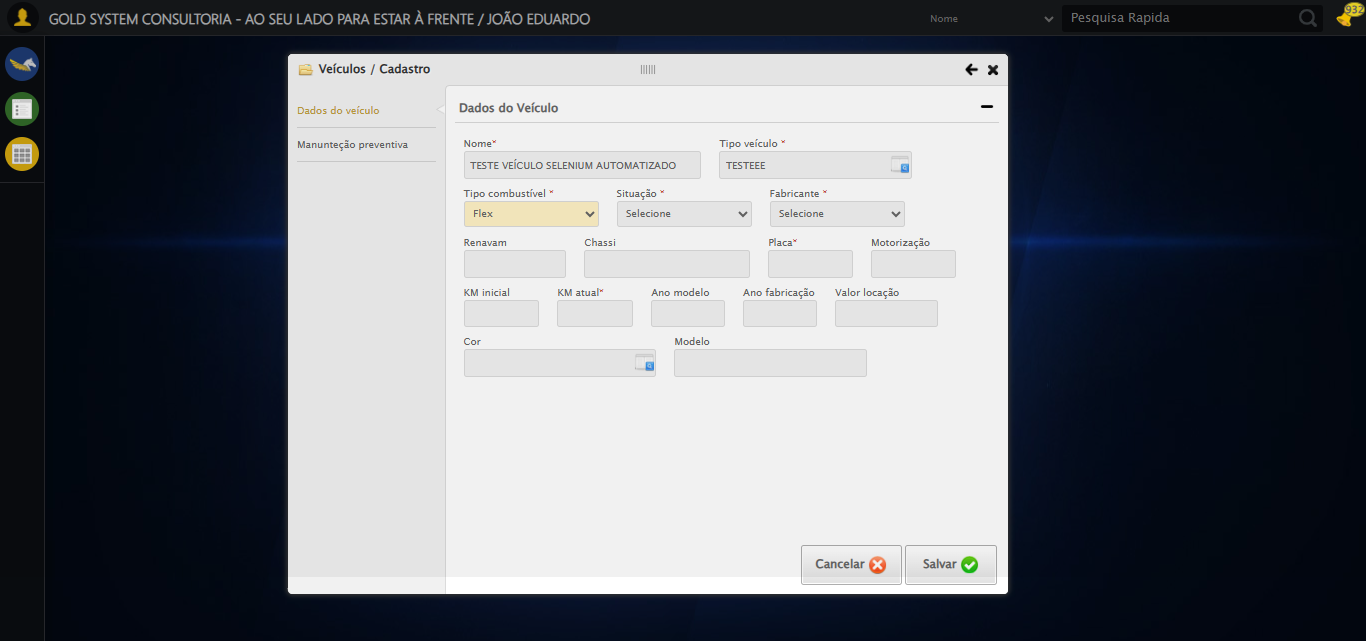 GOLD SYSTEM CONSULTORIA - AO SEU LADO PARA ESTAR À FRENTE / JOÃO EDUARDO
Nome
Pesquisa Rapida
932
Veículos / Cadastro
Dados do veículo
Manunteção preventiva
Dados do Veículo
Nome* Tipo veículo *
TESTE VEÍCULO SELENIUM AUTOMATIZADO TESTEEE
Tipo combustível * Situação * Fabricante *
Flex Selecione Selecione
Renavam Chassi Placa* Motorização
KM inicial KM atual* Ano modelo Ano fabricação Valor locação
Cor Modelo
Cancelar Salvar